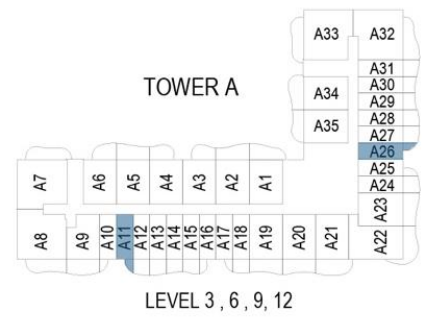 A33 A32
A31
TOWER A
A34 A30
A29
A35 A28
A27
A26
A7 A6 A5 A4 A3 A2 A1 A25
A24
A23
A8 A9 A10 A11 A12 A13 A14 A15 A16 A17 A18 A19 A20 A21 A22
LEVEL 3 , 6 , 9, 12